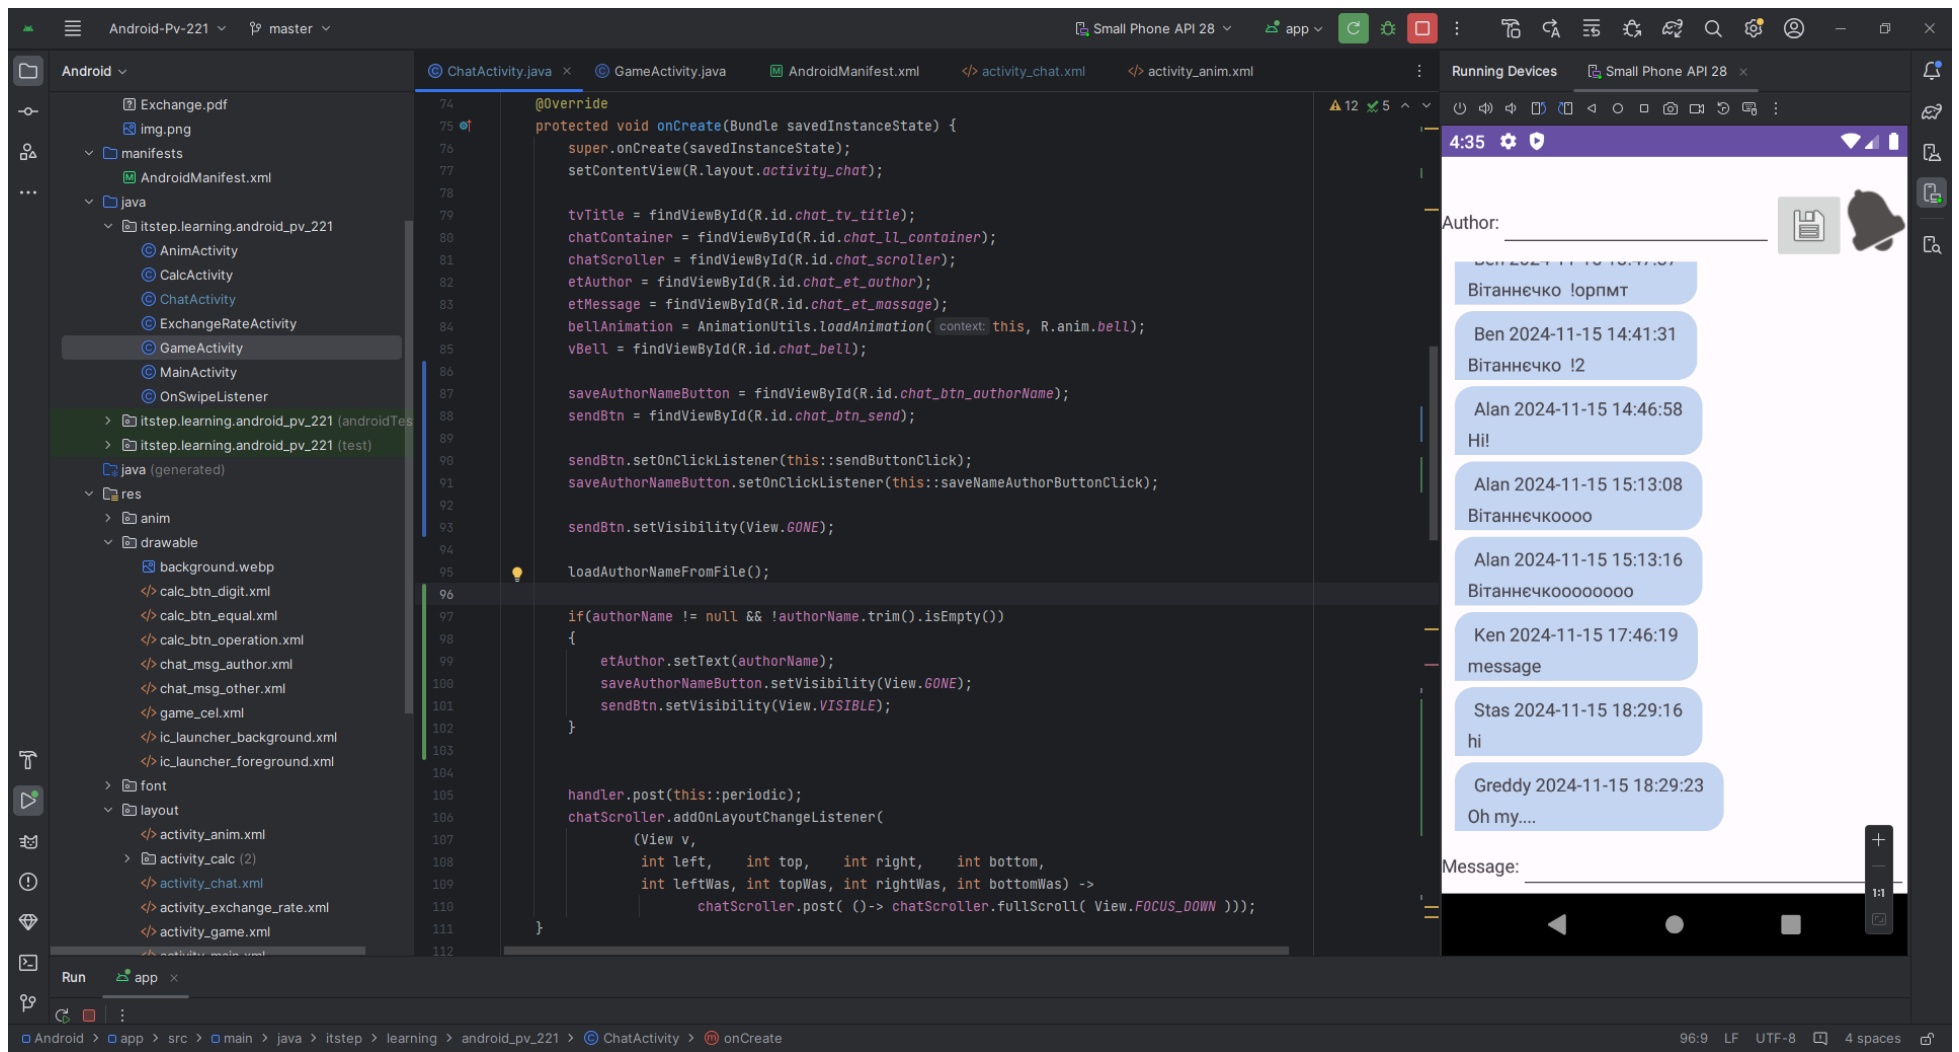 Android-Pv-221
master
Small Phone API 28
app
Android
ChatActivity.java
GameActivity.java
AndroidManifest.xml
activity_chat.xml
activity_anim.xml
Running Devices
Small Phone API 28
Exchange.pdf
img.png
manifests
AndroidManifest.xml
java
itstep.learning.android_pv_221
AnimActivity
CalcActivity
ChatActivity
ExchangeRateActivity
GameActivity
MainActivity
OnSwipeListener
itstep.learning.android_pv_221 (androidTes
itstep.learning.android_pv_221 (test)
java (generated)
res
anim
drawable
background.webp
calc_btn_digit.xml
calc_btn_equal.xml
calc_btn_operation.xml
chat_msg_author.xml
chat_msg_other.xml
game_cel.xml
ic_launcher_background.xml
ic_launcher_foreground.xml
font
layout
activity_anim.xml
activity_calc (2)
activity_chat.xml
activity_exchange_rate.xml
activity_game.xml
activity_main.xml
12 5
74 @Override
75 protected void onCreate(Bundle savedInstanceState) {
76 super.onCreate(savedInstanceState);
77 setContentView(R.layout.activity_chat);
78
79 tvTitle = findViewById(R.id.chat_tv_title);
80 chatContainer = findViewById(R.id.chat_ll_container);
81 chatScroller = findViewById(R.id.chat_scroller);
82 etAuthor = findViewById(R.id.chat_et_author);
83 etMessage = findViewById(R.id.chat_et_massage);
84 bellAnimation = AnimationUtils.loadAnimation( context: this, R.anim.bell);
85 vBell = findViewById(R.id.chat_bell);
86
87 saveAuthorNameButton = findViewById(R.id.chat_btn_authorName);
88 sendBtn = findViewById(R.id.chat_btn_send);
89
90 sendBtn.setOnClickListener(this::sendButtonClick);
91 saveAuthorNameButton.setOnClickListener(this::saveNameAuthorButtonClick);
92
93 sendBtn.setVisibility(View.GONE);
94
95 loadAuthorNameFromFile();
96
97 if(authorName != null && !authorName.trim().isEmpty())
98 {
99 etAuthor.setText(authorName);
100 saveAuthorNameButton.setVisibility(View.GONE);
101 sendBtn.setVisibility(View.VISIBLE);
102 }
103
104
105 handler.post(this::periodic);
106 chatScroller.addOnLayoutChangeListener(
107 (View v,
108 int left, int top, int right, int bottom,
109 int leftWas, int topWas, int rightWas, int bottomWas) ->
110 chatScroller.post( ()-> chatScroller.fullScroll( View.FOCUS_DOWN )));
111 }
112
4:35
Author:
Вітаннєчко !орпмт
Ben 2024-11-15 14:41:31
Вітаннєчко !2
Alan 2024-11-15 14:46:58
Hi!
Alan 2024-11-15 15:13:08
Вітаннєчкоооо
Alan 2024-11-15 15:13:16
Вітаннєчкоооооооо
Ken 2024-11-15 17:46:19
message
Stas 2024-11-15 18:29:16
hi
Greddy 2024-11-15 18:29:23
Oh my....
Message:
1:1
Run
app
Android > app > src > main > java > itstep > learning > android_pv_221 > ChatActivity > onCreate
96:9 LF UTF-8 4 spaces